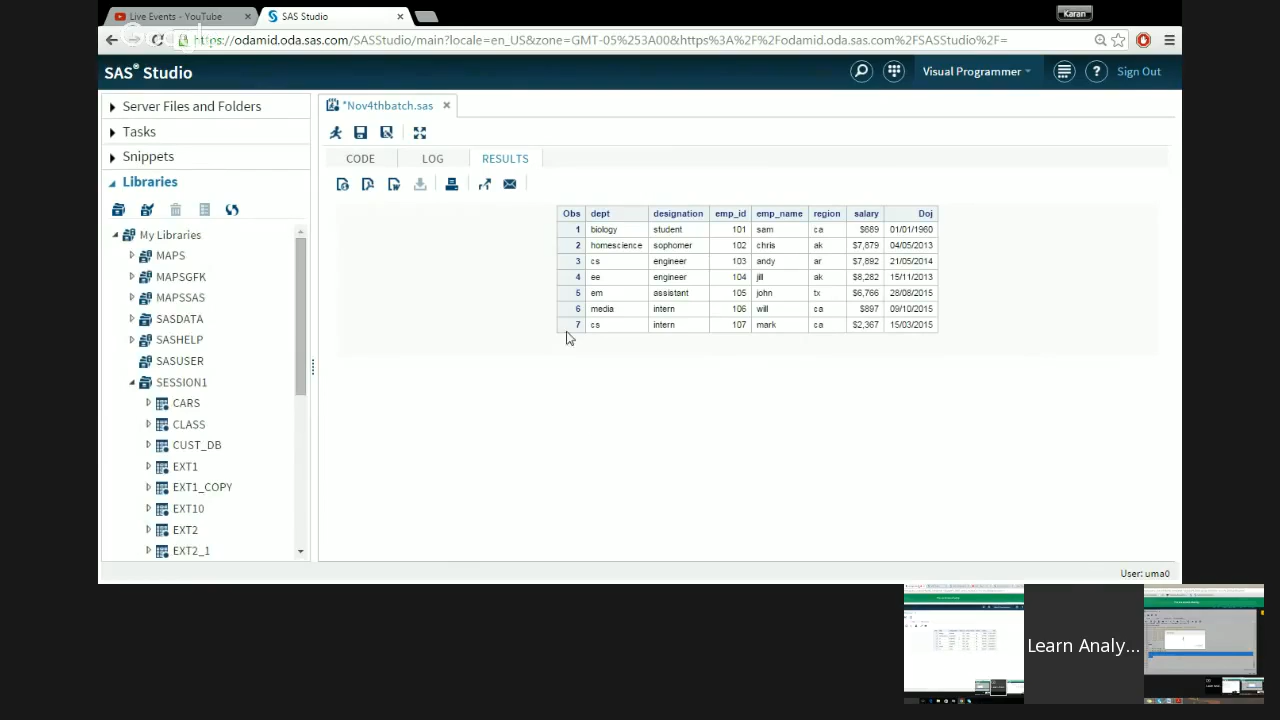 Live Events - YouTube
SAS Studio
Karan
https://odamid.oda.sas.com/SASStudio/main?locale=en_US&zone=GMT-05%253A00&https%3A%2F%2Fodamid.oda.sas.com%2FSASStudio%2F=
SAS® Studio
Visual Programmer
Sign Out
Server Files and Folders
Tasks
Snippets
Libraries
My Libraries
MAPS
MAPSGFK
MAPSSAS
SASDATA
SASHELP
SASUSER
SESSION1
CARS
CLASS
CUST_DB
EXT1
EXT1_COPY
EXT10
EXT2
EXT2_1
*Nov4thbatch.sas
CODE LOG RESULTS
Obs dept designation emp_id emp_name region salary Doj
1 biology student 101 sam ca $689 01/01/1960
2 homescience sophomer 102 chris ak $7,879 04/05/2013
3 cs engineer 103 andy ar $7,892 21/05/2014
4 ee engineer 104 jill ak $8,282 15/11/2013
5 em assistant 105 john tx $6,766 28/08/2015
6 media intern 106 will ca $897 09/10/2015
7 cs intern 107 mark ca $2,367 15/03/2015
User: uma0
Learn Analy...